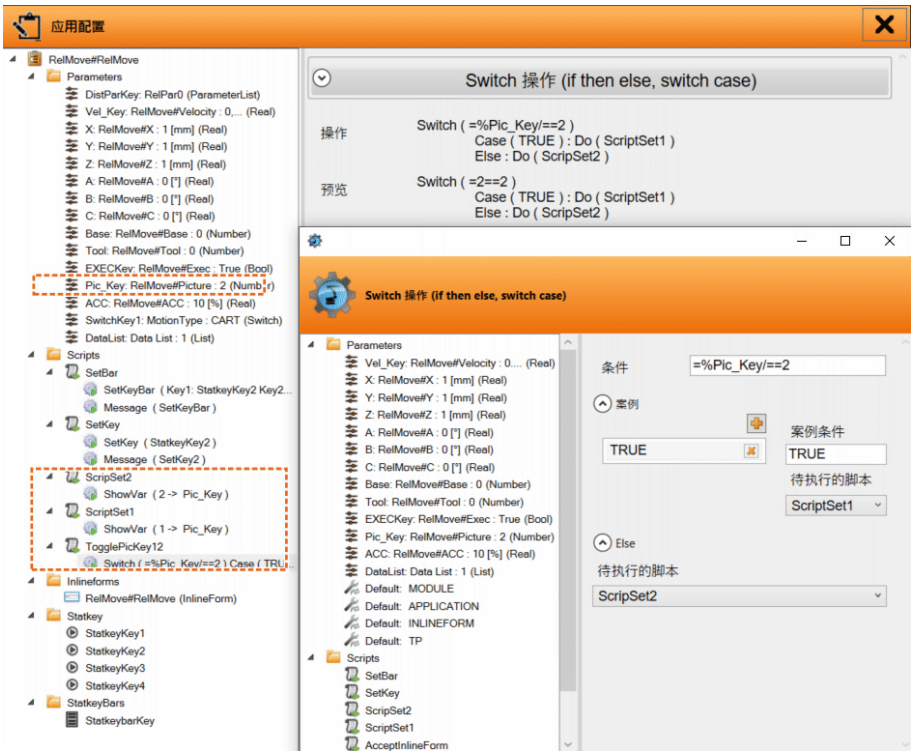 应用配置
RelMove#RelMove
Parameters
DistParKey: RelPar0 (ParameterList)
Vel_Key: RelMove#Velocity : 0,... (Real)
X: RelMove#X : 1 [mm] (Real)
Y: RelMove#Y : 1 [mm] (Real)
Z: RelMove#Z : 1 [mm] (Real)
A: RelMove#A : 0 [°] (Real)
B: RelMove#B : 0 [°] (Real)
C: RelMove#C : 0 [°] (Real)
Base: RelMove#Base : 0 (Number)
Tool: RelMove#Tool : 0 (Number)
EXECKey: RelMove#Exec : True (Bool)
Pic_Key: RelMove#Picture : 2 (Number)
ACC: RelMove#ACC : 10 [%] (Real)
SwitchKey1: MotionType : CART (Switch)
DataList: Data List : 1 (List)
Scripts
SetBar
SetKeyBar ( Key1: StatkeyKey2 Key2...
Message ( SetKeyBar )
SetKey
SetKey ( StatkeyKey2 )
Message ( SetKey2 )
ScripSet2
ShowVar ( 2 -> Pic_Key )
ScriptSet1
ShowVar ( 1 -> Pic_Key )
TogglePicKey12
Switch ( =%Pic_Key/==2 ) Case ( TRU...
Inlineforms
RelMove#RelMove (InlineForm)
Statkey
StatkeyKey1
StatkeyKey2
StatkeyKey3
StatkeyKey4
StatkeyBars
StatkeybarKey
Switch 操作 (if then else, switch case)
操作
Switch ( =%Pic_Key/==2 )
Case ( TRUE ) : Do ( ScriptSet1 )
Else : Do ( ScripSet2 )
预览
Switch ( =2==2 )
Case ( TRUE ) : Do ( ScriptSet1 )
Else : Do ( ScripSet2 )
Switch 操作 (if then else, switch case)
Parameters
Vel_Key: RelMove#Velocity : 0.... (Real)
X: RelMove#X : 1 [mm] (Real)
Y: RelMove#Y : 1 [mm] (Real)
Z: RelMove#Z : 1 [mm] (Real)
A: RelMove#A : 0 [°] (Real)
B: RelMove#B : 0 [°] (Real)
C: RelMove#C : 0 [°] (Real)
Base: RelMove#Base : 0 (Number)
Tool: RelMove#Tool : 0 (Number)
EXECKey: RelMove#Exec : True (Bool)
Pic_Key: RelMove#Picture : 2 (Number)
ACC: RelMove#ACC : 10 [%] (Real)
DataList: Data List : 1 (List)
Default: MODULE
Default: APPLICATION
Default: INLINEFORM
Default: TP
Scripts
SetBar
SetKey
ScripSet2
ScriptSet1
AcceptInlineForm
条件
=%Pic_Key/==2
案例
TRUE
案例条件
TRUE
待执行的脚本
ScriptSet1
Else
待执行的脚本
ScripSet2